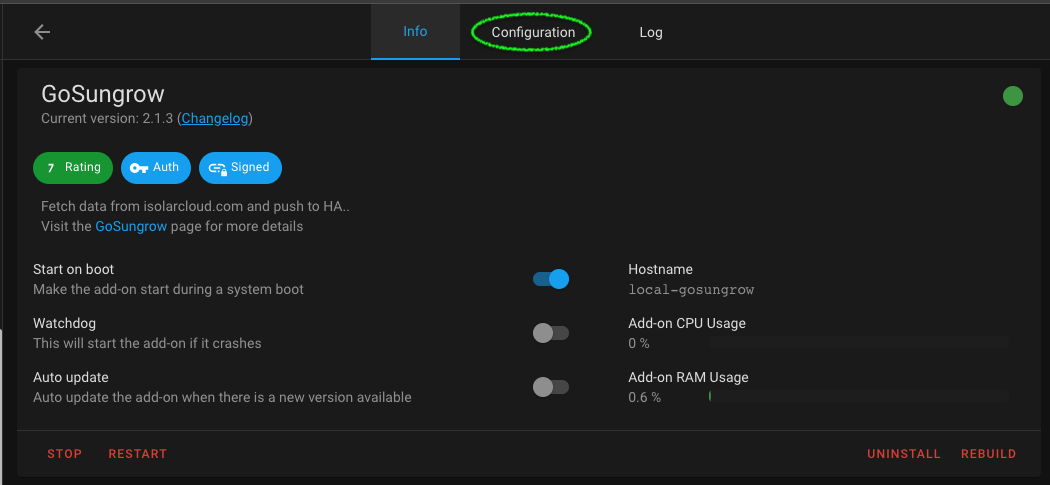 Info Configuration Log
GoSungrow
Current version: 2.1.3 (Changelog)
7 Rating Auth Signed
Fetch data from isolarcloud.com and push to HA..
Visit the GoSungrow page for more details
Start on boot
Make the add-on start during a system boot
Hostname
local-gosungrow
Watchdog
This will start the add-on if it crashes
Add-on CPU Usage
0 %
Auto update
Auto update the add-on when there is a new version available
Add-on RAM Usage
0.6 %
STOP RESTART UNINSTALL REBUILD